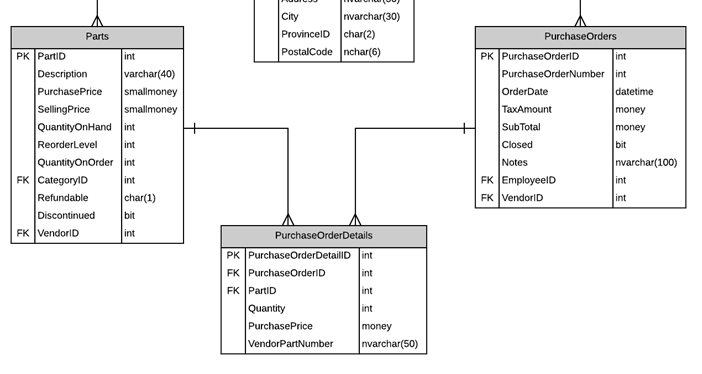 Address nvarchar(30)
City nvarchar(30)
ProvinceID char(2)
PostalCode nchar(6)
Parts
PK PartID int
Description varchar(40)
PurchasePrice smallmoney
SellingPrice smallmoney
QuantityOnHand int
ReorderLevel int
QuantityOnOrder int
FK CategoryID int
Refundable char(1)
Discontinued bit
FK VendorID int
PurchaseOrders
PK PurchaseOrderID int
PurchaseOrderNumber int
OrderDate datetime
TaxAmount money
SubTotal money
Closed bit
Notes nvarchar(100)
FK EmployeeID int
FK VendorID int
PurchaseOrderDetails
PK PurchaseOrderDetailID int
FK PurchaseOrderID int
FK PartID int
Quantity int
PurchasePrice money
VendorPartNumber nvarchar(50)